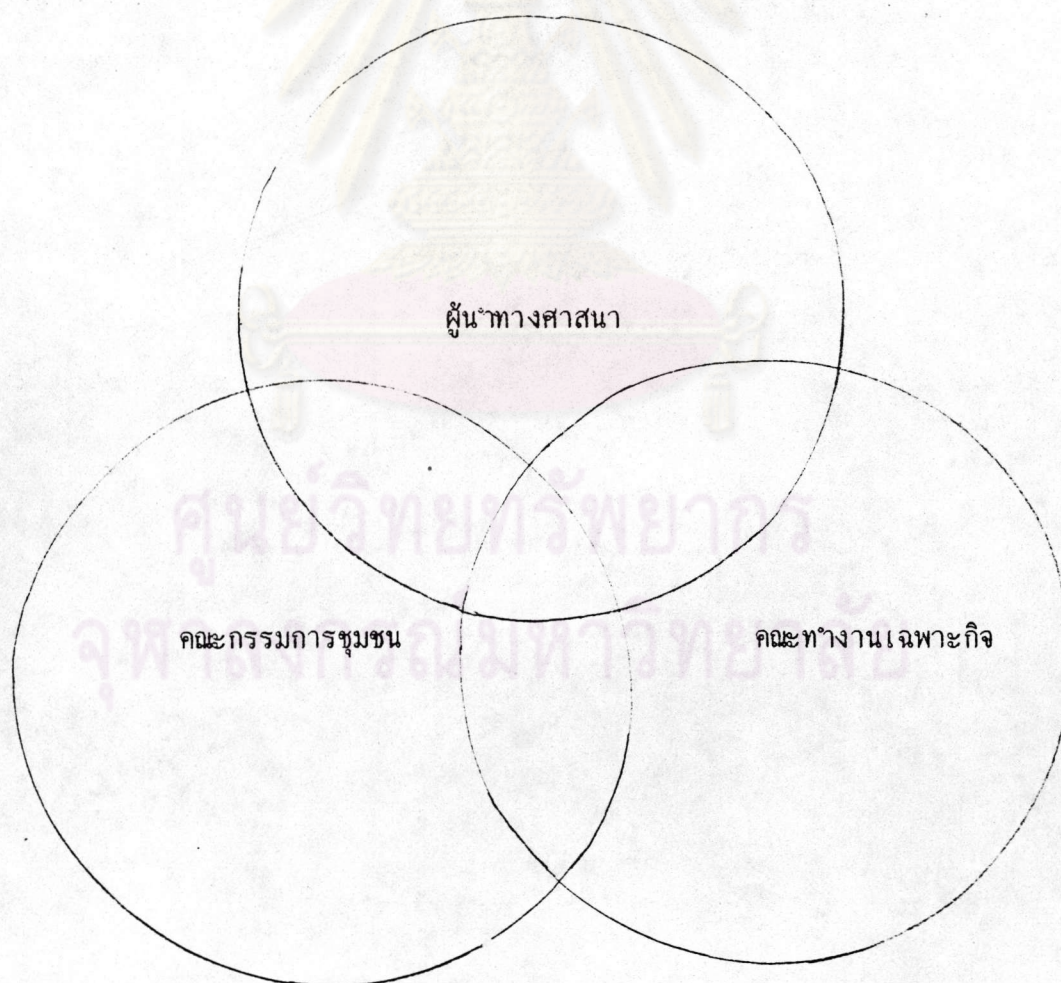 ผู้นำทางศาสนา
ศูนย์วิทยทรัพยากร
จุฬาลงกรณ์มหาวิทยาลัย
คณะกรรมการชุมชน
คณะทำงานเฉพาะกิจ